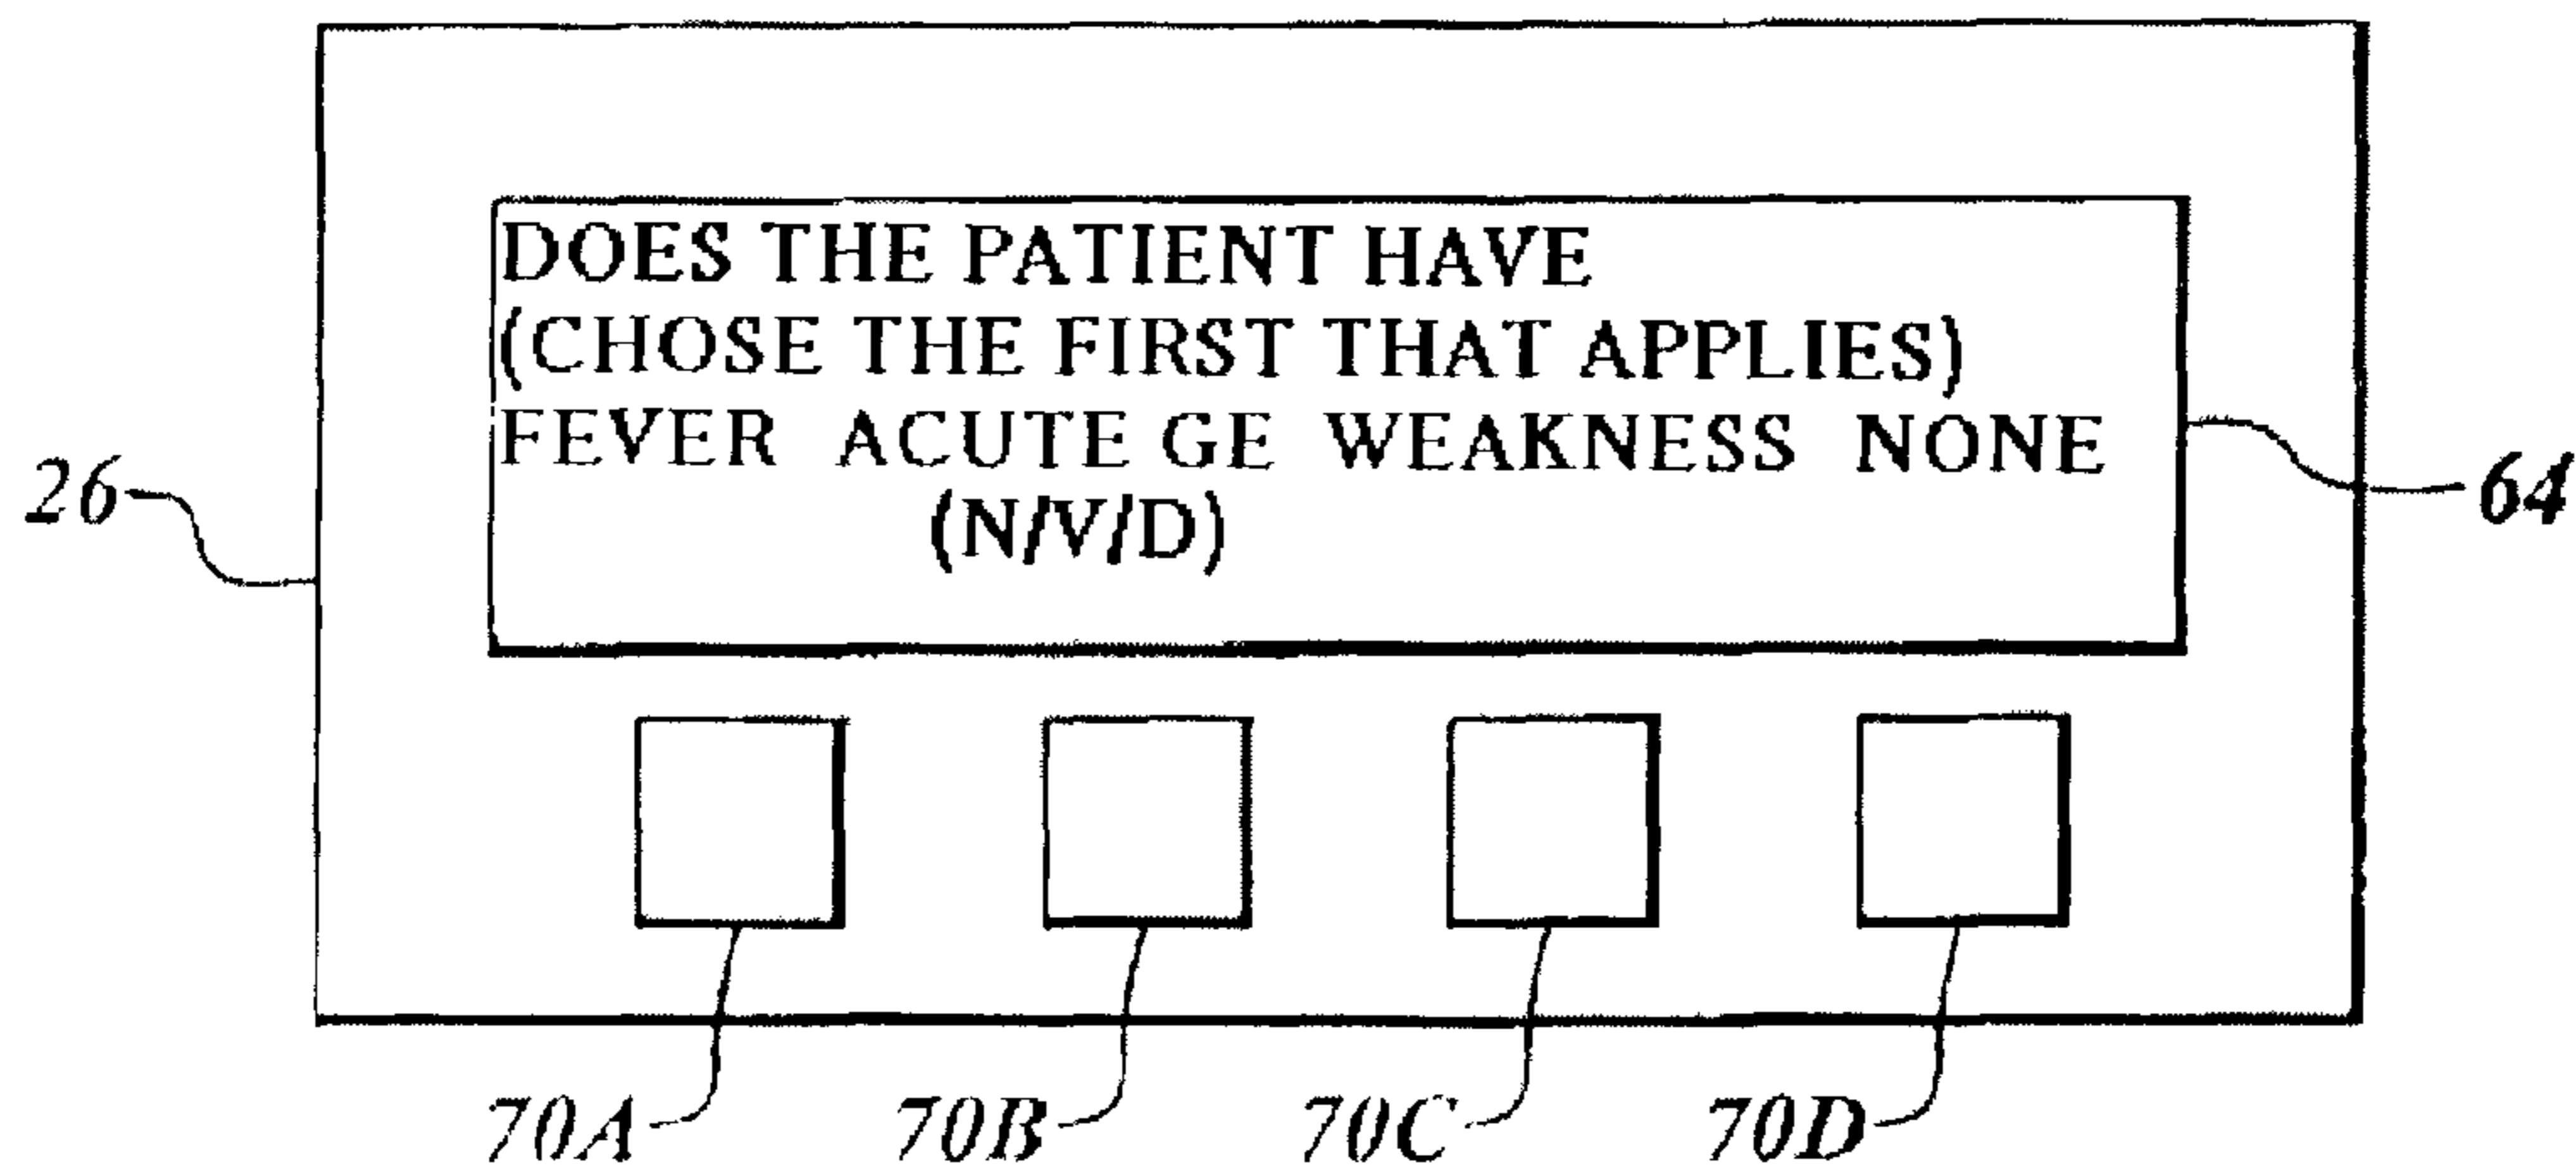 DOES THE PATIENT HAVE
(CHOSE THE FIRST THAT APPLIES)
FEVER ACUTE GE WEAKNESS NONE
(N/V/D)
26
64
70A 70B 70C 70D